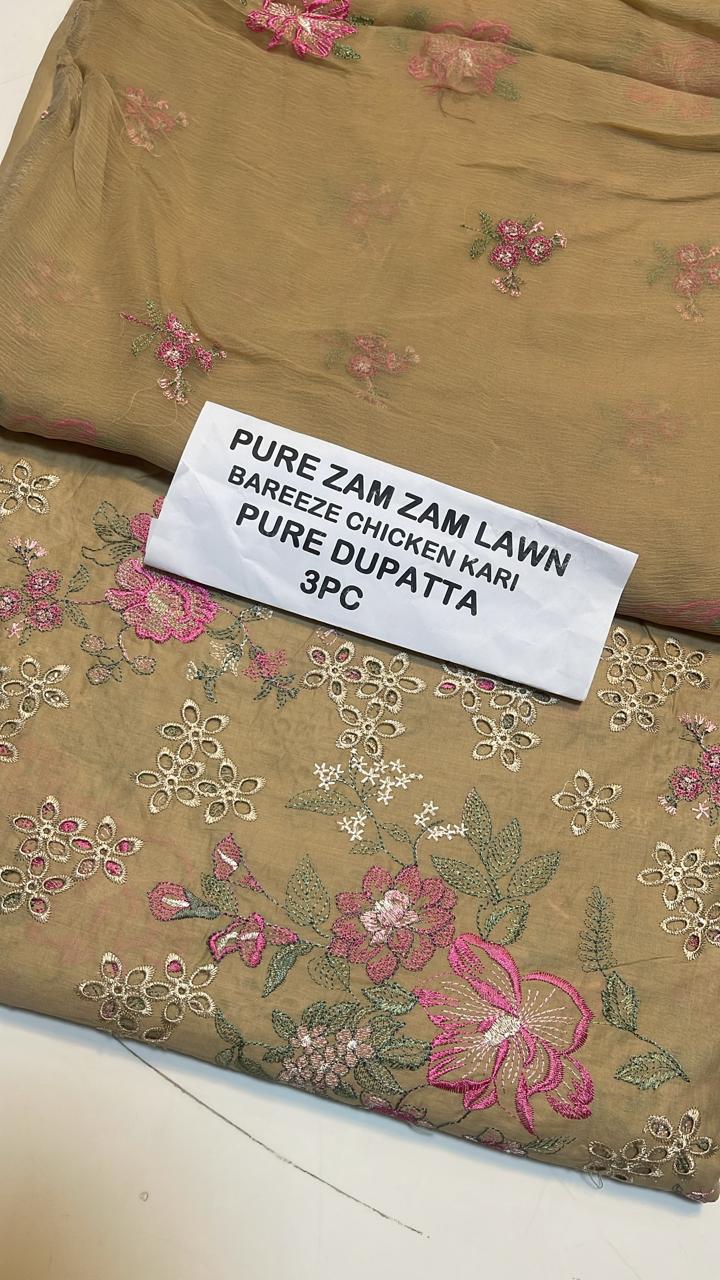 PURE ZAM ZAM LAWN
BAREEZE CHICKEN KARI
PURE DUPATTA
3PC